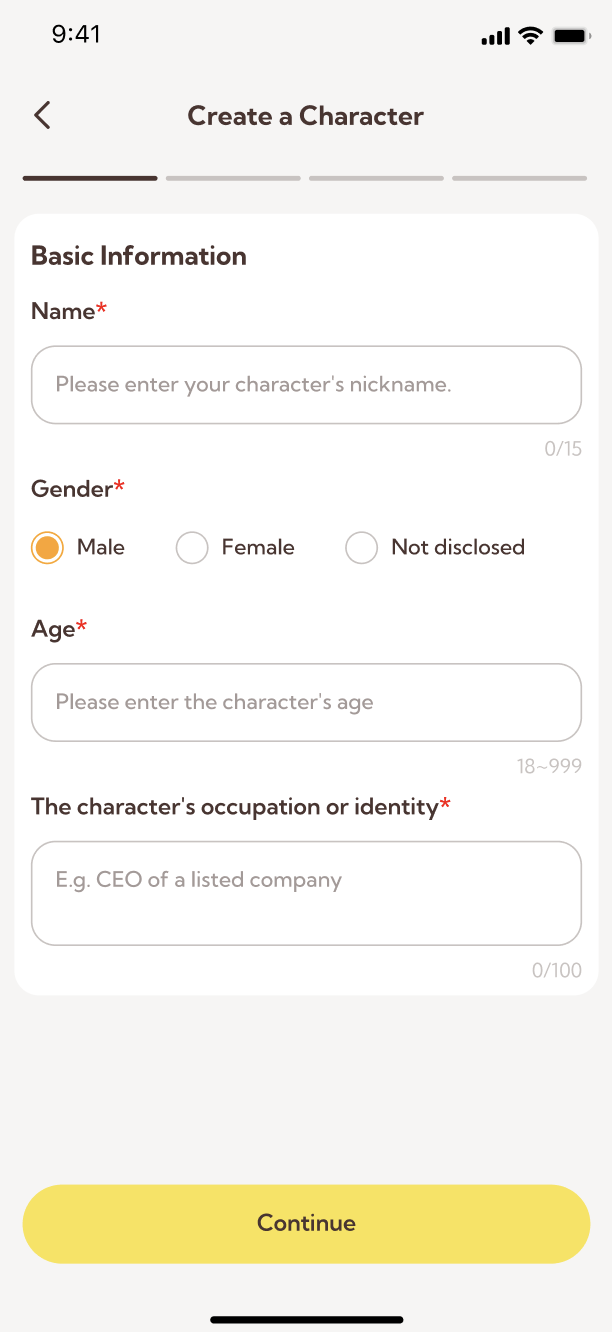 9:41
Create a Character
Basic Information
Name*
Please enter your character's nickname.
0/15
Gender*
Male Female Not disclosed
Age*
Please enter the character's age
18~999
The character's occupation or identity*
E.g. CEO of a listed company
0/100
Continue